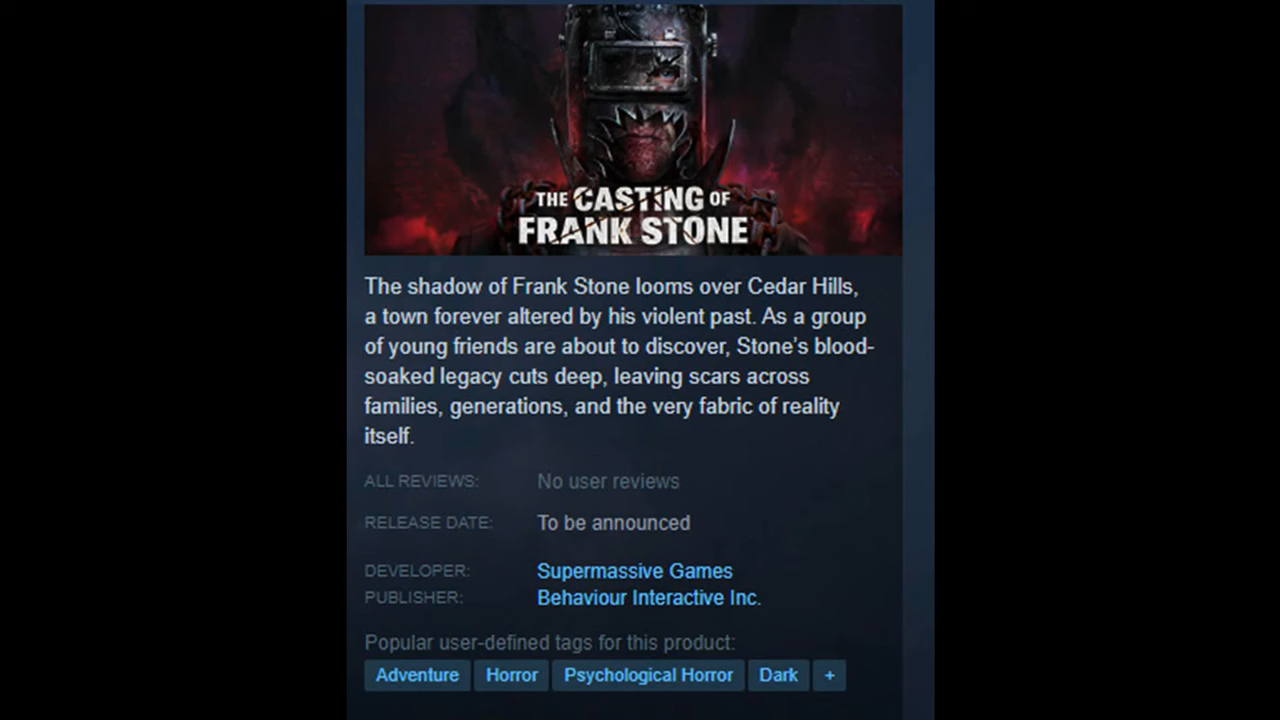 THE CASTING OF
FRANK STONE
The shadow of Frank Stone looms over Cedar Hills,
a town forever altered by his violent past. As a group
of young friends are about to discover, Stone’s blood-
soaked legacy cuts deep, leaving scars across
families, generations, and the very fabric of reality
itself.
ALL REVIEWS: No user reviews
RELEASE DATE: To be announced
DEVELOPER: Supermassive Games
PUBLISHER: Behaviour Interactive Inc.
Popular user-defined tags for this product:
Adventure Horror Psychological Horror Dark +